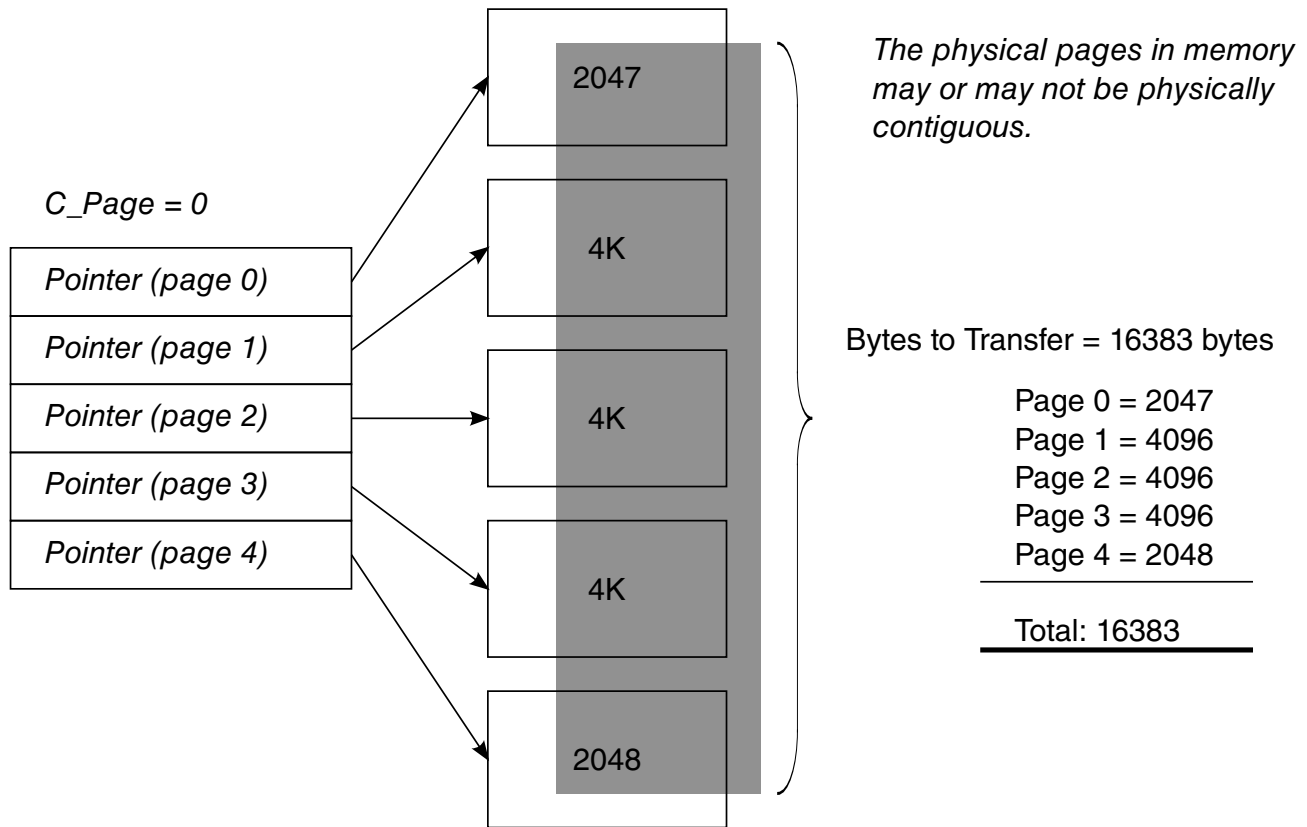 C_Page = 0
Pointer (page 0)
Pointer (page 1)
Pointer (page 2)
Pointer (page 3)
Pointer (page 4)
2047
4K
4K
4K
2048
The physical pages in memory
may or may not be physically
contiguous.
Bytes to Transfer = 16383 bytes
Page 0 = 2047
Page 1 = 4096
Page 2 = 4096
Page 3 = 4096
Page 4 = 2048
Total: 16383